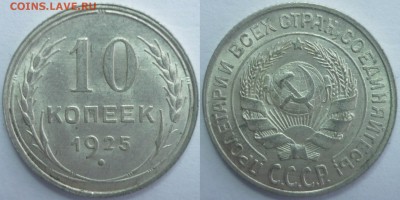 COINS.LAVE.RU
10
КОПЕЕК
1925
ПРОЛЕТАРИИ ВСЕХ СТРАН, СОЕДИНЯЙТЕСЬ!
С.С.С.Р.